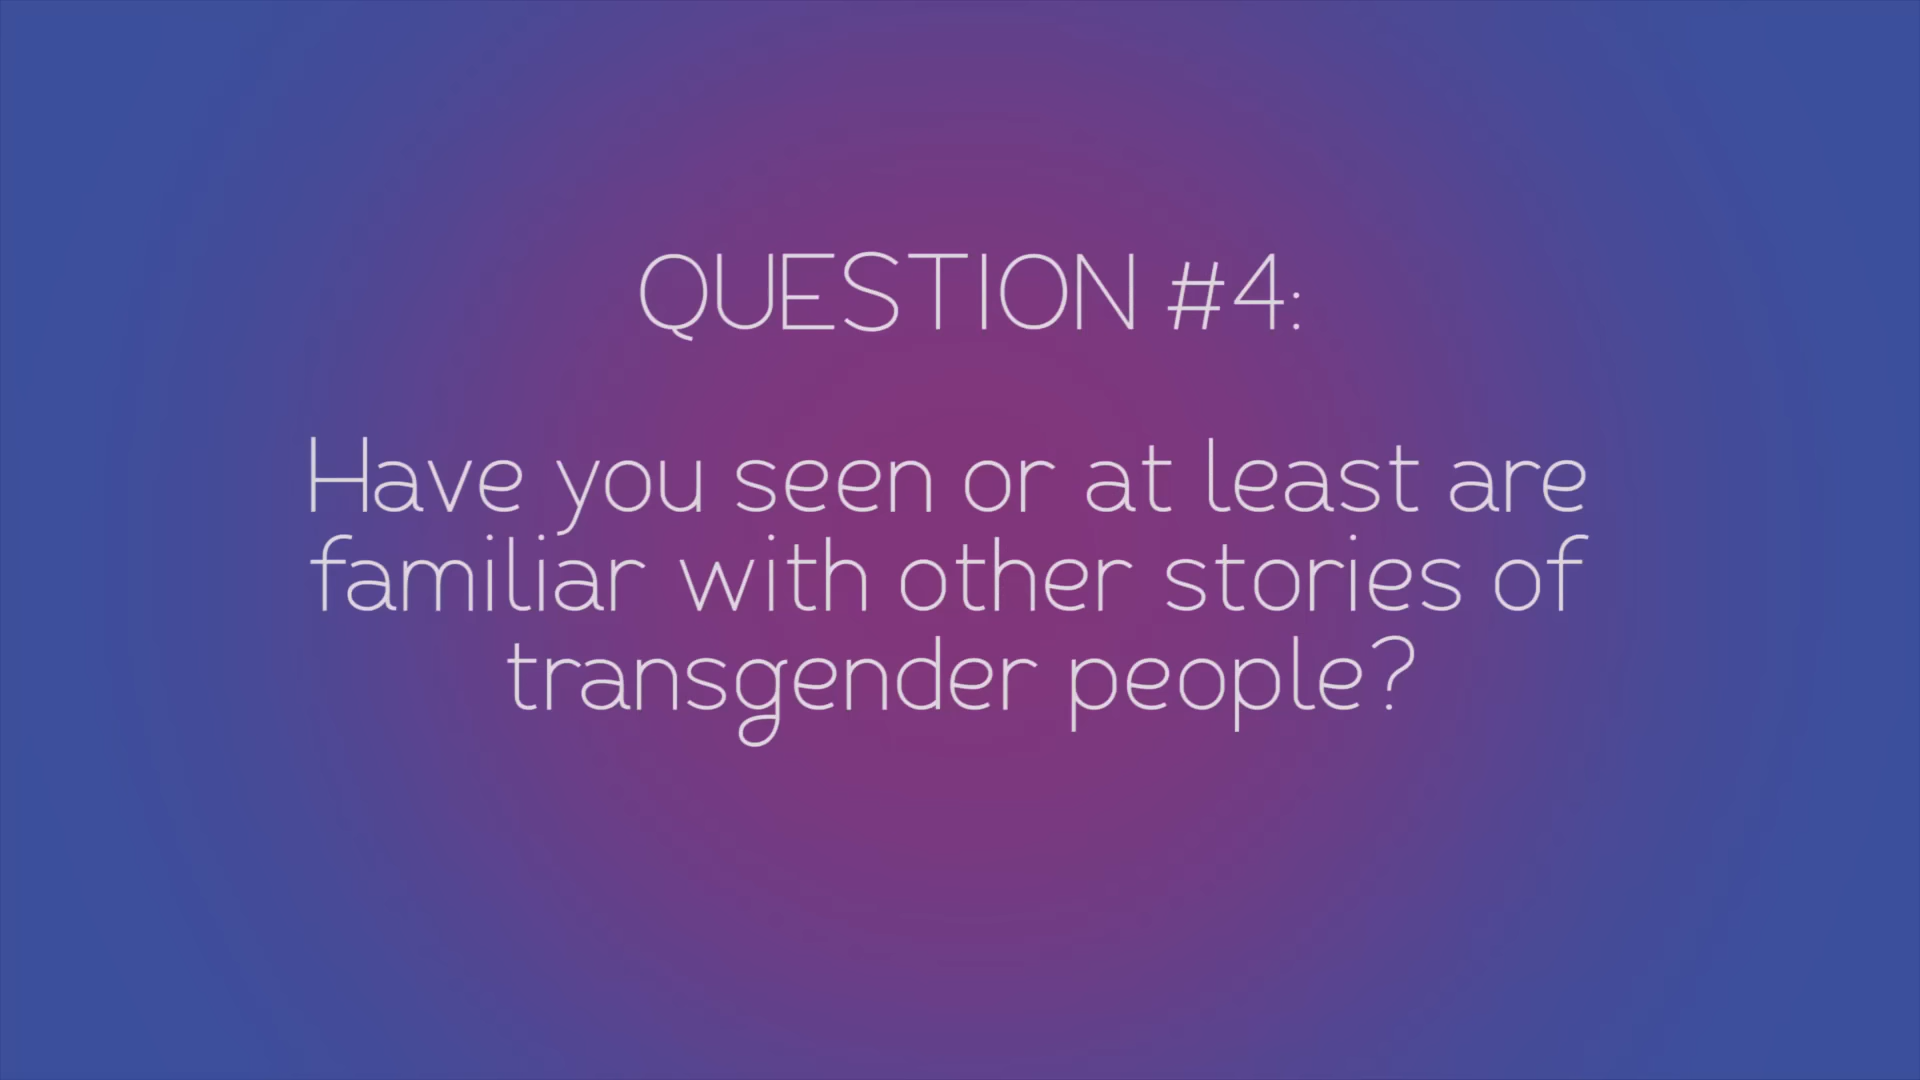 QUESTION #4:
Have you seen or at least are
familiar with other stories of
transgender people?